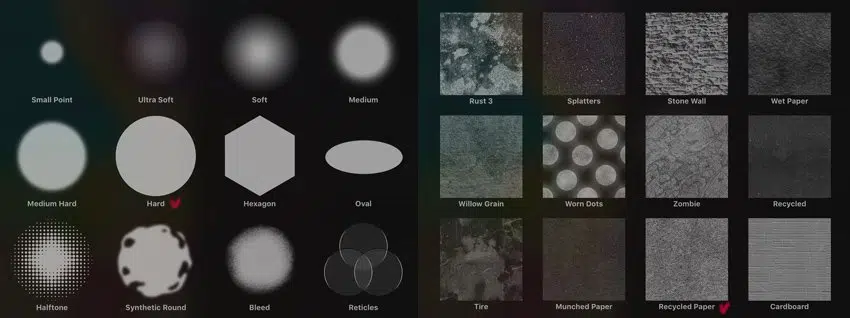 Small Point
Ultra Soft
Soft
Medium
Medium Hard
Hard
Hexagon
Oval
Halftone
Synthetic Round
Bleed
Reticles
Rust 3
Splatters
Stone Wall
Wet Paper
Willow Grain
Worn Dots
Zombie
Recycled
Tire
Munched Paper
Recycled Paper
Cardboard